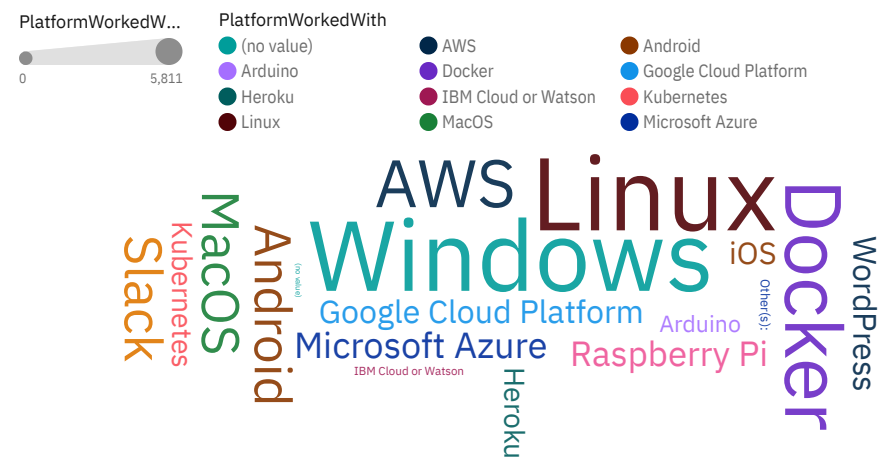 PlatformWorkedW...
0
5,811
PlatformWorkedWith
(no value)
AWS
Android
Arduino
Docker
Google Cloud Platform
Heroku
IBM Cloud or Watson
Kubernetes
Linux
MacOS
Microsoft Azure
AWS
Linux
Docker
MacOS
Kubernetes
Slack
Android
(no value)
Windows
iOS
WordPress
Other(s):
Google Cloud Platform
Arduino
Microsoft Azure
Raspberry Pi
IBM Cloud or Watson
Heroku